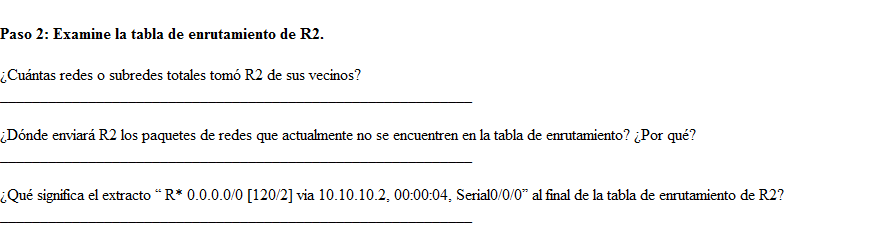 Paso 2: Examine la tabla de enrutamiento de R2.
¿Cuántas redes o subredes totales tomó R2 de sus vecinos?
¿Dónde enviará R2 los paquetes de redes que actualmente no se encuentren en la tabla de enrutamiento? ¿Por qué?
¿Qué significa el extracto “ R* 0.0.0.0/0 [120/2] via 10.10.10.2, 00:00:04, Serial0/0/0” al final de la tabla de enrutamiento de R2?